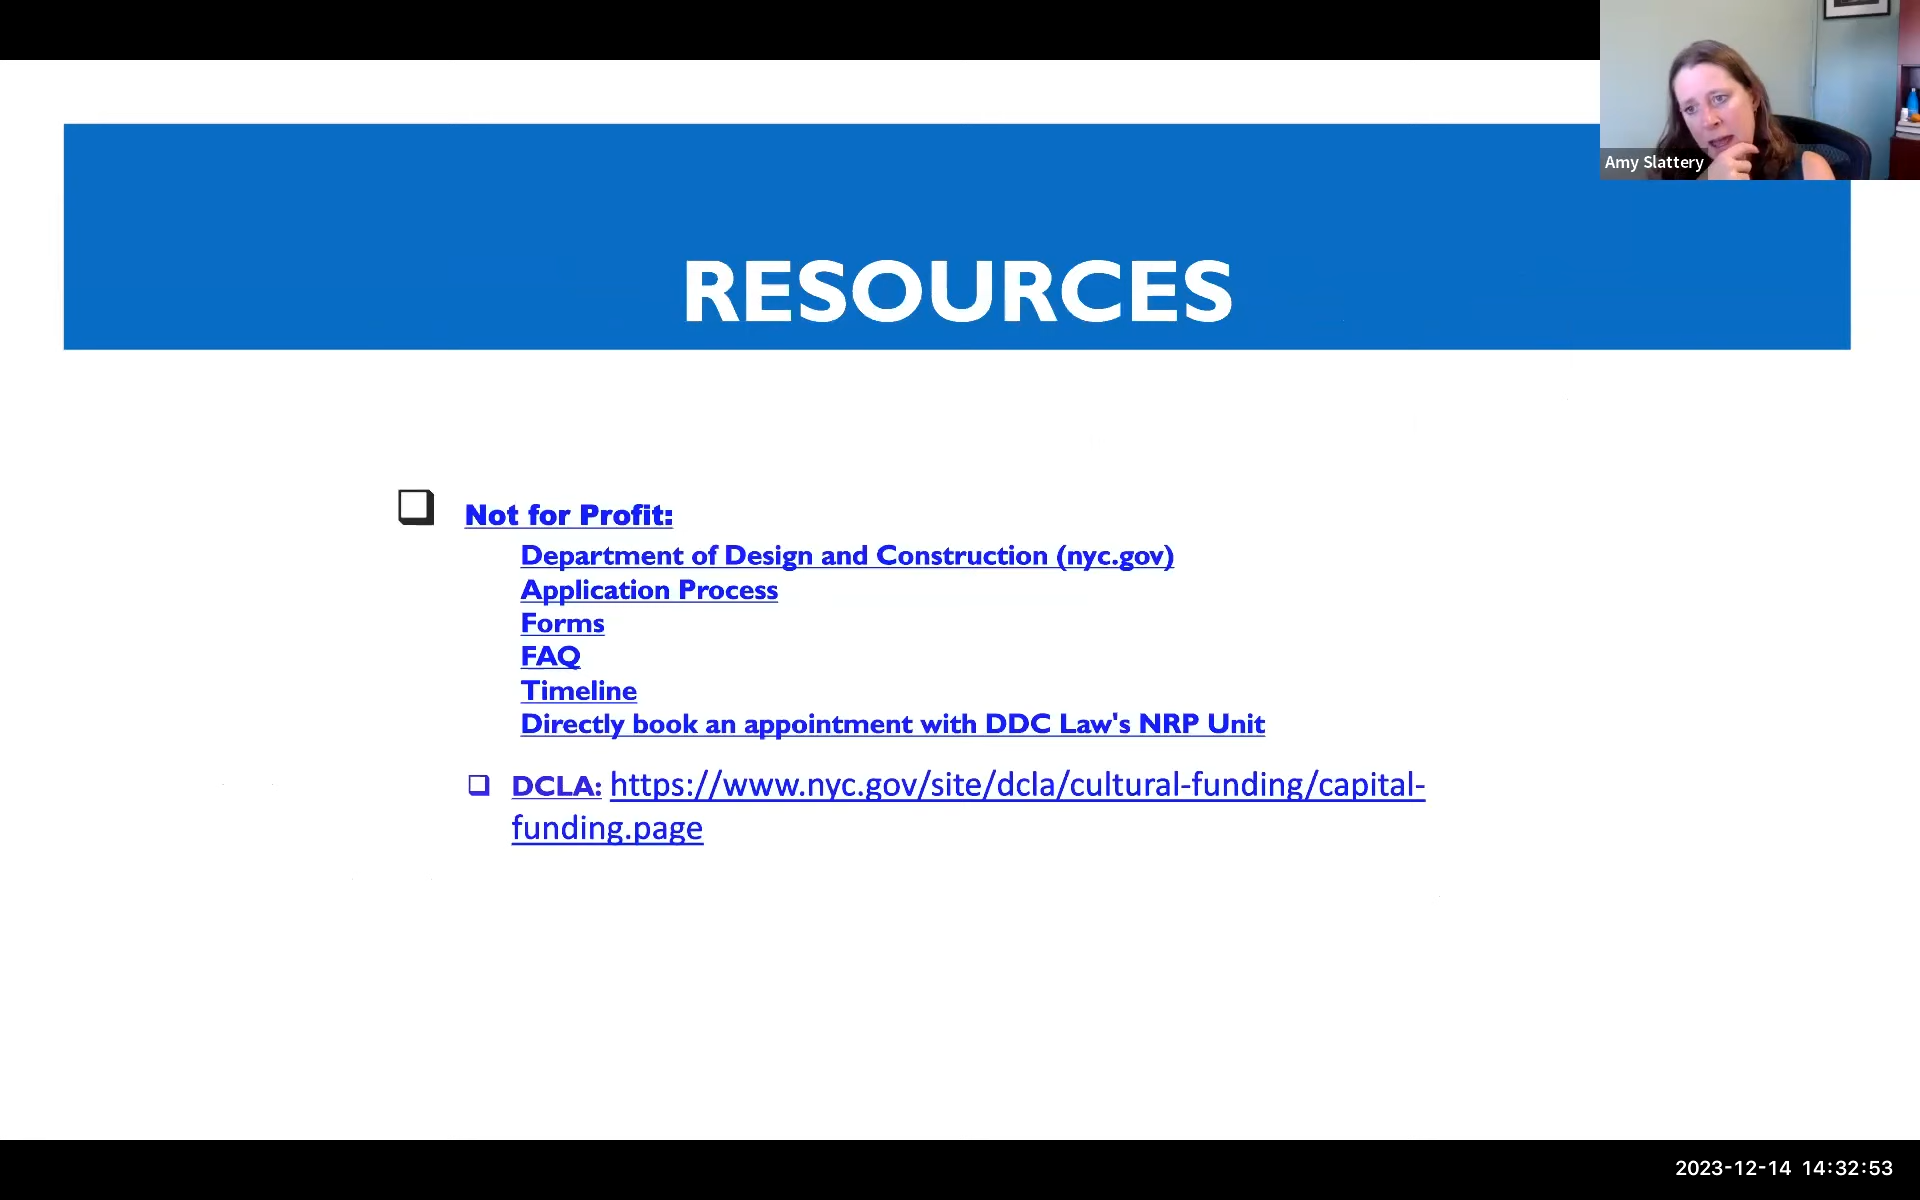 Amy Slattery
RESOURCES
Not for Profit:
Department of Design and Construction (nyc.gov)
Application Process
Forms
FAQ
Timeline
Directly book an appointment with DDC Law's NRP Unit
DCLA: https://www.nyc.gov/site/dcla/cultural-funding/capital-
funding.page
2023-12-14 14:32:53